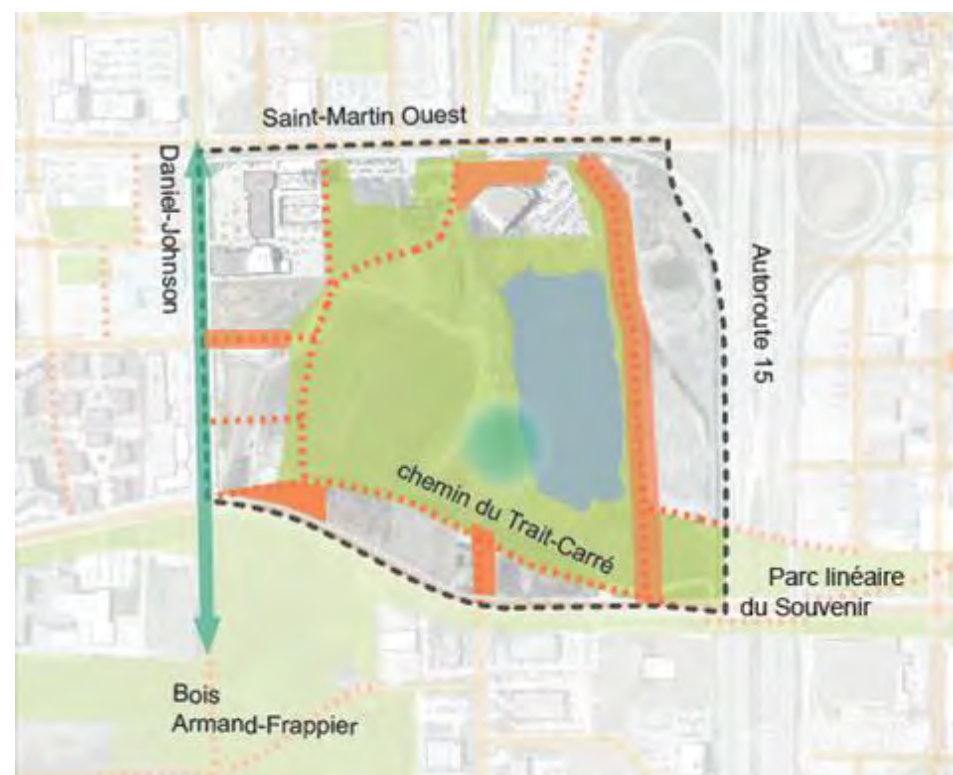 Saint-Martin Ouest
Daniel-Johnson
Autoroute 15
chemin du Trait-Carré
Parc linéaire
du Souvenir
Bois
Armand-Frappier